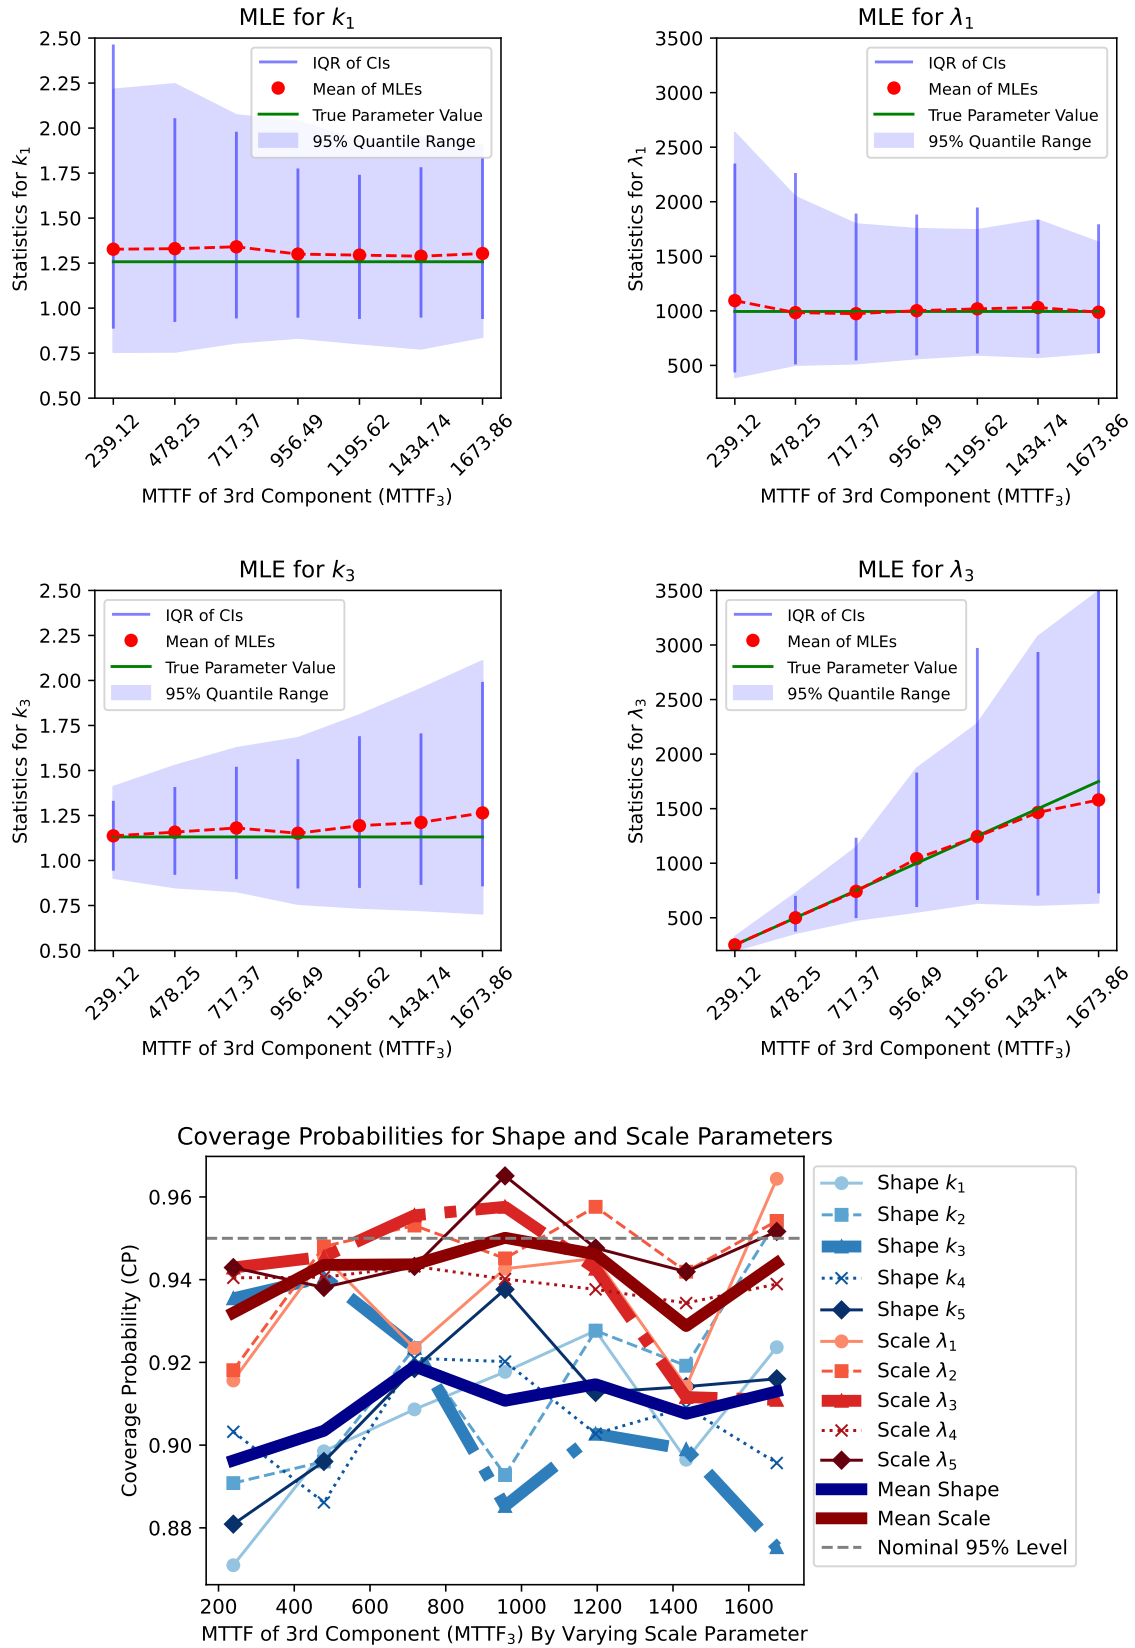 MLE for k₁
Statistics for k₁
2.50
2.25
2.00
1.75
1.50
1.25
1.00
0.75
0.50
IQR of CIs
Mean of MLEs
True Parameter Value
95% Quantile Range
239.12
478.25
717.37
956.49
1195.62
1434.74
1673.86
MTTF of 3rd Component (MTTF₃)
MLE for λ₁
Statistics for λ₁
3500
3000
2500
2000
1500
1000
500
IQR of CIs
Mean of MLEs
True Parameter Value
95% Quantile Range
239.12
478.25
717.37
956.49
1195.62
1434.74
1673.86
MTTF of 3rd Component (MTTF₃)
MLE for k₃
Statistics for k₃
2.50
2.25
2.00
1.75
1.50
1.25
1.00
0.75
0.50
IQR of CIs
Mean of MLEs
True Parameter Value
95% Quantile Range
239.12
478.25
717.37
956.49
1195.62
1434.74
1673.86
MTTF of 3rd Component (MTTF₃)
MLE for λ₃
Statistics for λ₃
3500
3000
2500
2000
1500
1000
500
IQR of CIs
Mean of MLEs
True Parameter Value
95% Quantile Range
239.12
478.25
717.37
956.49
1195.62
1434.74
1673.86
MTTF of 3rd Component (MTTF₃)
Coverage Probabilities for Shape and Scale Parameters
Coverage Probability (CP)
0.96
0.94
0.92
0.90
0.88
200
400
600
800
1000
1200
1400
1600
MTTF of 3rd Component (MTTF₃) By Varying Scale Parameter
Shape k₁
Shape k₂
Shape k₃
Shape k₄
Shape k₅
Scale λ₁
Scale λ₂
Scale λ₃
Scale λ₄
Scale λ₅
Mean Shape
Mean Scale
Nominal 95% Level